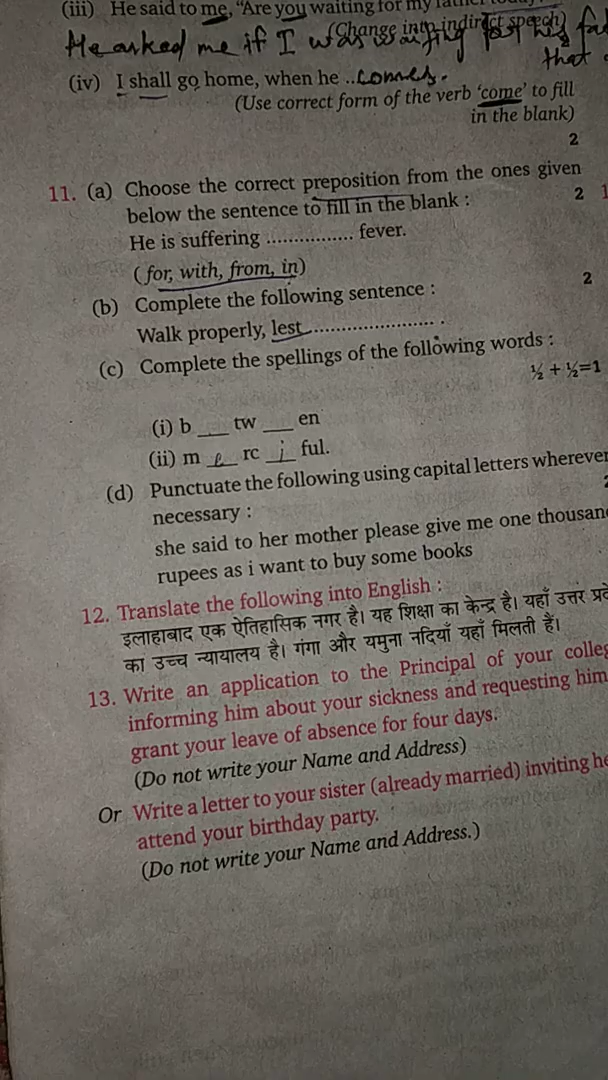 (iii) He said to me, "Are you waiting for my father
(Change into indirect speech)
He asked me if I was waiting for his
that
(iv) I shall go home, when he ..comes.
(Use correct form of the verb 'come' to fill
in the blank)
2
11. (a) Choose the correct preposition from the ones given
below the sentence to fill in the blank : 2
He is suffering ................ fever.
(for, with, from, in)
(b) Complete the following sentence : 2
Walk properly, lest ........................ .
(c) Complete the spellings of the following words :
½ + ½=1
(i) b ___ tw ___ en
(ii) m _e_ rc _i_ ful.
(d) Punctuate the following using capital letters wherever
necessary :
she said to her mother please give me one
rupees as i want to buy some books
12. Translate the following into English :
इलाहाबाद एक ऐतिहासिक नगर है। यह शिक्षा का केन्द्र है। यहाँ उत्तर
का उच्च न्यायालय है। गंगा और यमुना नदियाँ यहाँ मिलती हैं।
13. Write an application to the Principal of your
informing him about your sickness and requesting him
grant your leave of absence for four days.
(Do not write your Name and Address)
Or Write a letter to your sister (already married) inviting
attend your birthday party.
(Do not write your Name and Address.)